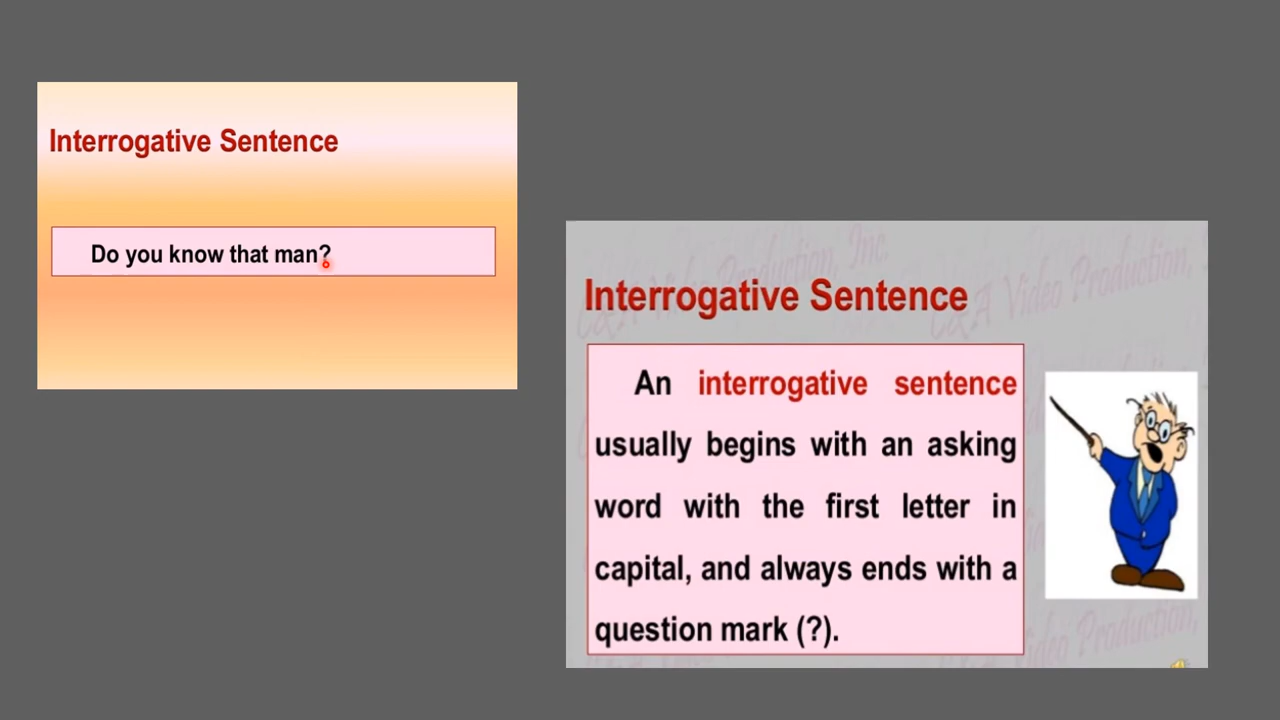 Interrogative Sentence
Do you know that man?
Interrogative Sentence
An interrogative sentence
usually begins with an asking
word with the first letter in
capital, and always ends with a
question mark (?).